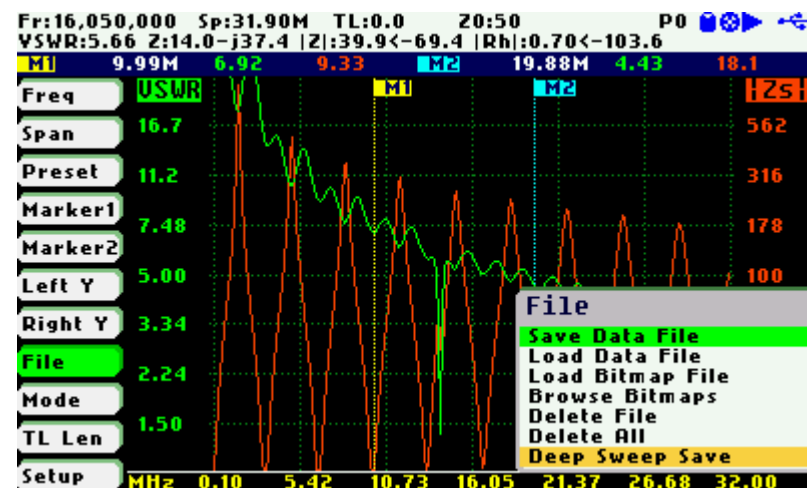 Fr:16,050,000 Sp:31.90M TL:0.0 20:50 P0
VSWR:5.66 Z:14.0-j37.4 |Z|:39.9<-69.4 |Rh|:0.70<-103.6
M1 9.99M 6.92 9.33 M2 19.88M 4.43 18.1
Freq VSWR M1 M2 |Zs|
Span 16.7 562
Preset 11.2 316
Marker1 7.48 178
Marker2
Left Y 5.00 100
Right Y 3.34
File 2.24
Mode
TL Len 1.50
Setup
File
Save Data File
Load Data File
Load Bitmap File
Browse Bitmaps
Delete File
Delete All
Deep Sweep Save
MHz 0.10 5.42 10.73 16.05 21.37 26.68 32.00